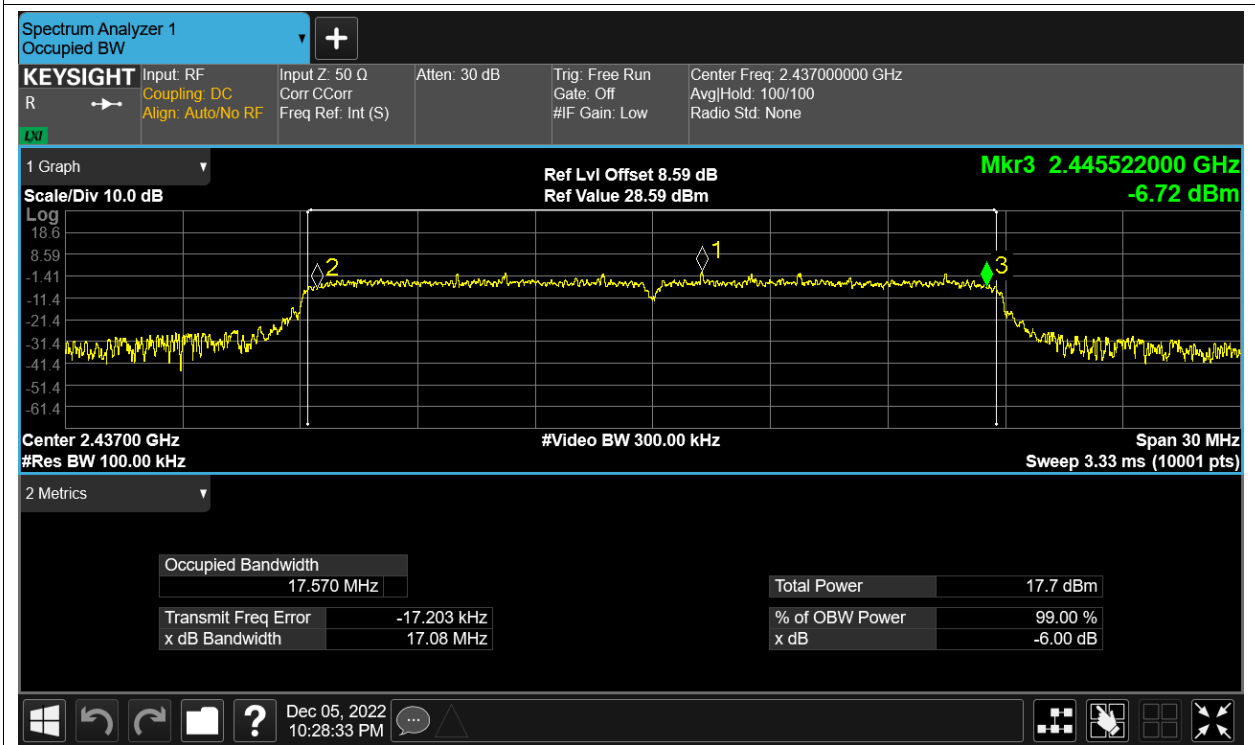 Spectrum Analyzer 1
Occupied BW
▼
+
KEYSIGHT
R
LXI
Input: RF
Coupling: DC
Align: Auto/No RF
Input Z: 50 Ω
Corr CCorr
Freq Ref: Int (S)
Atten: 30 dB
Trig: Free Run
Gate: Off
#IF Gain: Low
Center Freq: 2.437000000 GHz
Avg|Hold: 100/100
Radio Std: None
1 Graph ▼
Scale/Div 10.0 dB
Ref Lvl Offset 8.59 dB
Ref Value 28.59 dBm
Mkr3 2.445522000 GHz
-6.72 dBm
Log
18.6
8.59
-1.41
-11.4
-21.4
-31.4
-41.4
-51.4
-61.4
2
1
3
Center 2.43700 GHz
#Res BW 100.00 kHz
#Video BW 300.00 kHz
Span 30 MHz
Sweep 3.33 ms (10001 pts)
2 Metrics ▼
Occupied Bandwidth
17.570 MHz
Transmit Freq Error -17.203 kHz
x dB Bandwidth 17.08 MHz
Total Power 17.7 dBm
% of OBW Power 99.00 %
x dB -6.00 dB
?
Dec 05, 2022
10:28:33 PM